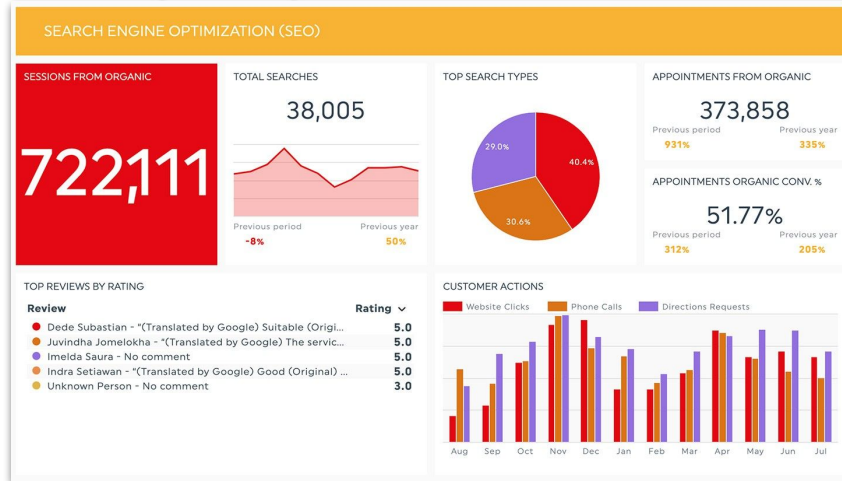 SEARCH ENGINE OPTIMIZATION (SEO)
SESSIONS FROM ORGANIC
722,111
TOTAL SEARCHES
38,005
Previous period
Previous year
-8%
50%
TOP SEARCH TYPES
29.0%
40.4%
30.6%
APPOINTMENTS FROM ORGANIC
373,858
Previous period
Previous year
931%
335%
APPOINTMENTS ORGANIC CONV. %
51.77%
Previous period
Previous year
312%
205%
TOP REVIEWS BY RATING
Review Rating
Dede Subastian - "(Translated by Google) Suitable (Origi... 5.0
Juvindha Jomelokha - "(Translated by Google) The servic... 5.0
Imelda Saura - No comment 5.0
Indra Setiawan - "(Translated by Google) Good (Original) ... 5.0
Unknown Person - No comment 3.0
CUSTOMER ACTIONS
Website Clicks Phone Calls Directions Requests
Aug Sep Oct Nov Dec Jan Feb Mar Apr May Jun Jul